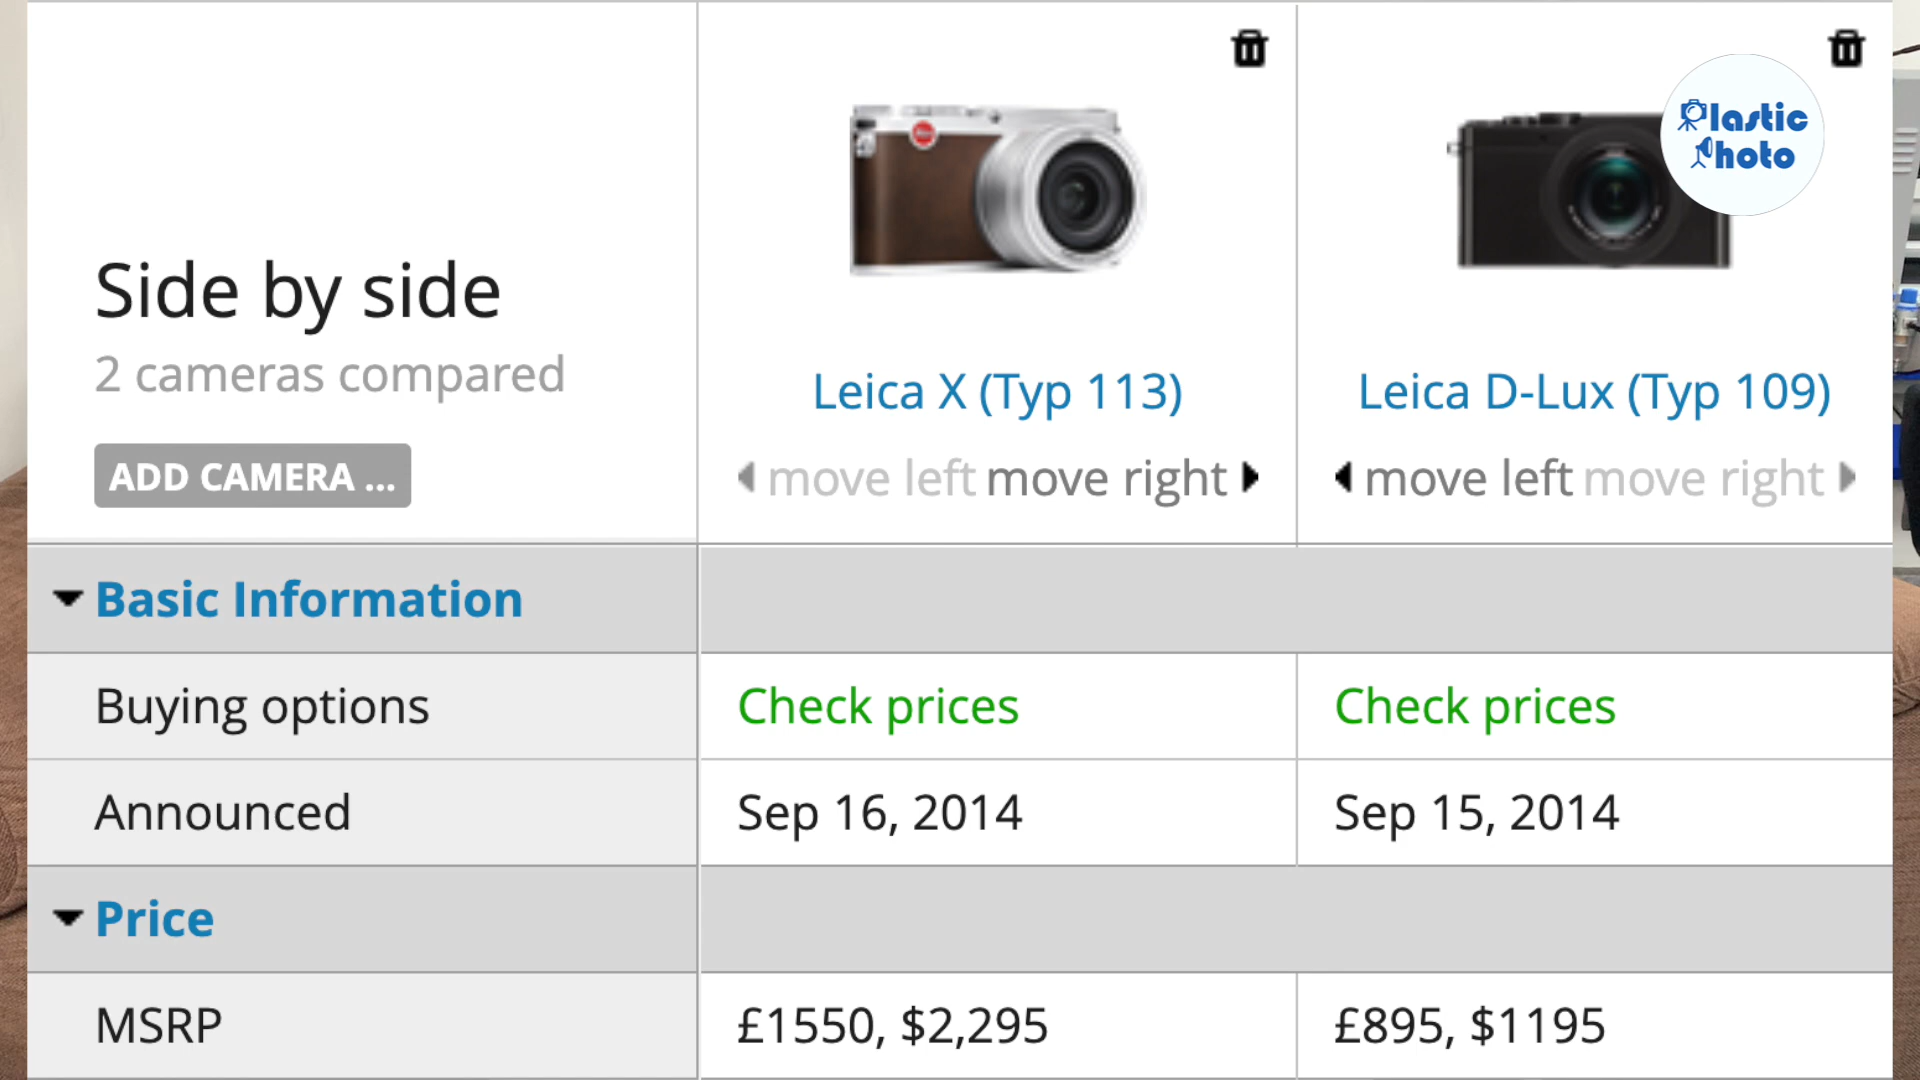 Plastic
Photo
Side by side
2 cameras compared
ADD CAMERA ...
Leica X (Typ 113)
Leica D-Lux (Typ 109)
move left move right
move left move right
Basic Information
Buying options
Check prices
Check prices
Announced
Sep 16, 2014
Sep 15, 2014
Price
MSRP
£1550, $2,295
£895, $1195